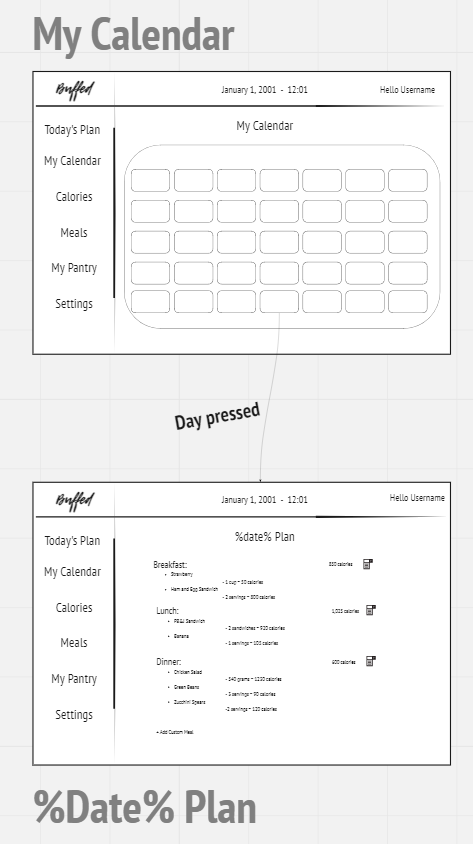 My Calendar
Buffed
January 1, 2001 - 12:01
Hello Username
Today's Plan
My Calendar
Calories
Meals
My Pantry
Settings
My Calendar
Day pressed
Buffed
January 1, 2001 - 12:01
Hello Username
Today's Plan
My Calendar
Calories
Meals
My Pantry
Settings
%date% Plan
Breakfast:
850 calories
Strawberry
- 1 cup = 50 calories
Ham and Egg Sandwich
- 2 servings = 800 calories
Lunch:
1,025 calories
PB&J Sandwich
- 2 sandwiches = 920 calories
Banana
- 1 servings = 105 calories
Dinner:
Chicken Salad
- 340 grams = 1230 calories
Green Beans
- 3 servings = 90 calories
Zucchini Spears
-2 servings = 120 calories
+ Add Custom Meal
%Date% Plan